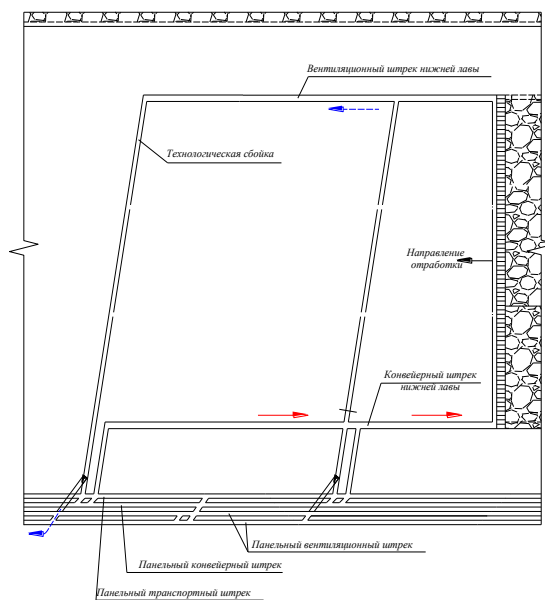 Вентиляционный штрек нижней лавы
Технологическая сбойка
Направление
отработки
Конвейерный штрек
нижней лавы
Панельный вентиляционный штрек
Панельный конвейерный штрек
Панельный транспортный штрек